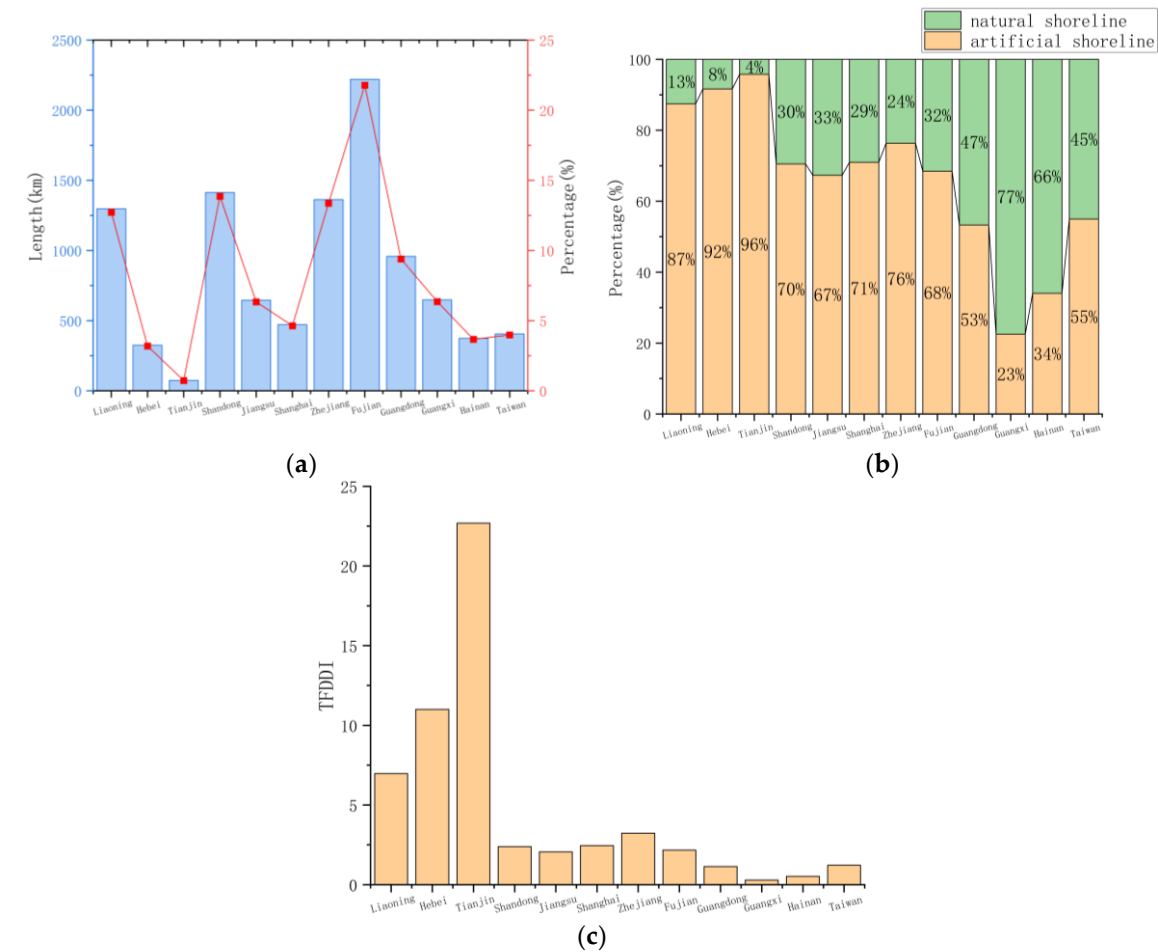 natural shoreline
artificial shoreline
2500
2000
1500
1000
500
0
Length(km)
25
20
15
10
5
0
Percentage(%)
Liaoning Hebei Tianjin Shandong Jiangsu Shanghai Zhejiang Fujian Guangdong Guangxi Hainan Taiwan
(a)
100
80
60
40
20
0
Percentage(%)
13% 8% 4% 30% 33% 29% 24% 32% 47% 77% 66% 45%
87% 92% 96% 70% 67% 71% 76% 68% 53% 23% 34% 55%
Liaoning Hebei Tianjin Shandong Jiangsu Shanghai Zhejiang Fujian Guangdong Guangxi Hainan Taiwan
(b)
25
20
15
10
5
0
TFDDI
Liaoning Hebei Tianjin Shandong Jiangsu Shanghai Zhejiang Fujian Guangdong Guangxi Hainan Taiwan
(c)